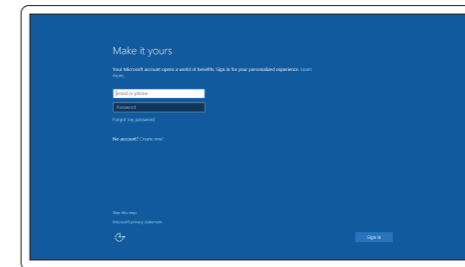 Make it yours
Your Microsoft account opens a world of benefits. Sign in for your personalized experience. Learn
more.
Email or phone
Password
Forgot my password
No account? Create one!
Skip this step
Microsoft privacy statement
Sign in